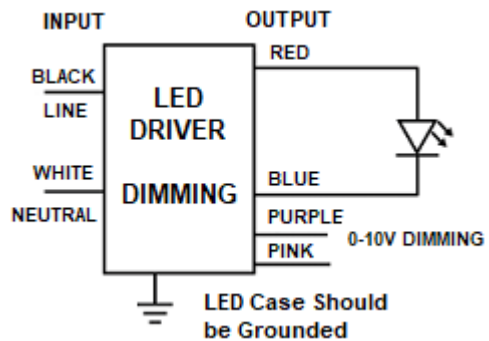 INPUT
OUTPUT
RED
BLACK
LINE
LED
DRIVER
DIMMING
WHITE
NEUTRAL
BLUE
PURPLE
PINK
0-10V DIMMING
LED Case Should
be Grounded